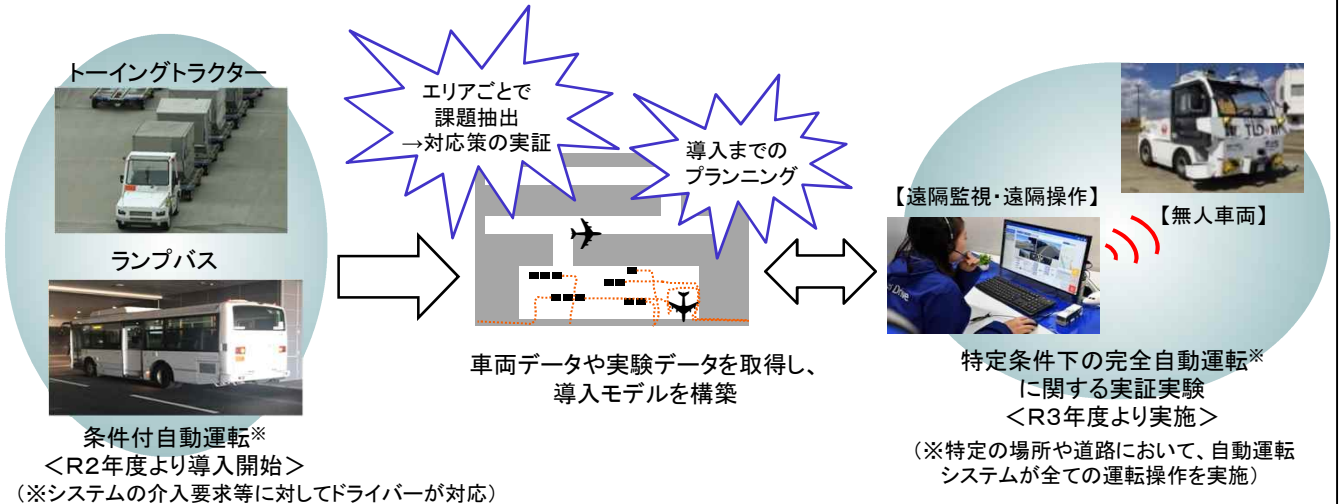 トーイングトラクター
ランプバス
条件付自動運転※
＜R2年度より導入開始＞
（※システムの介入要求等に対してドライバーが対応）
エリアごとで
課題抽出
→対応策の実証
導入までの
プランニング
車両データや実験データを取得し、
導入モデルを構築
【遠隔監視・遠隔操作】
【無人車両】
TLD
Drive.
特定条件下の完全自動運転※
に関する実証実験
＜R3年度より実施＞
（※特定の場所や道路において、自動運転
システムが全ての運転操作を実施）